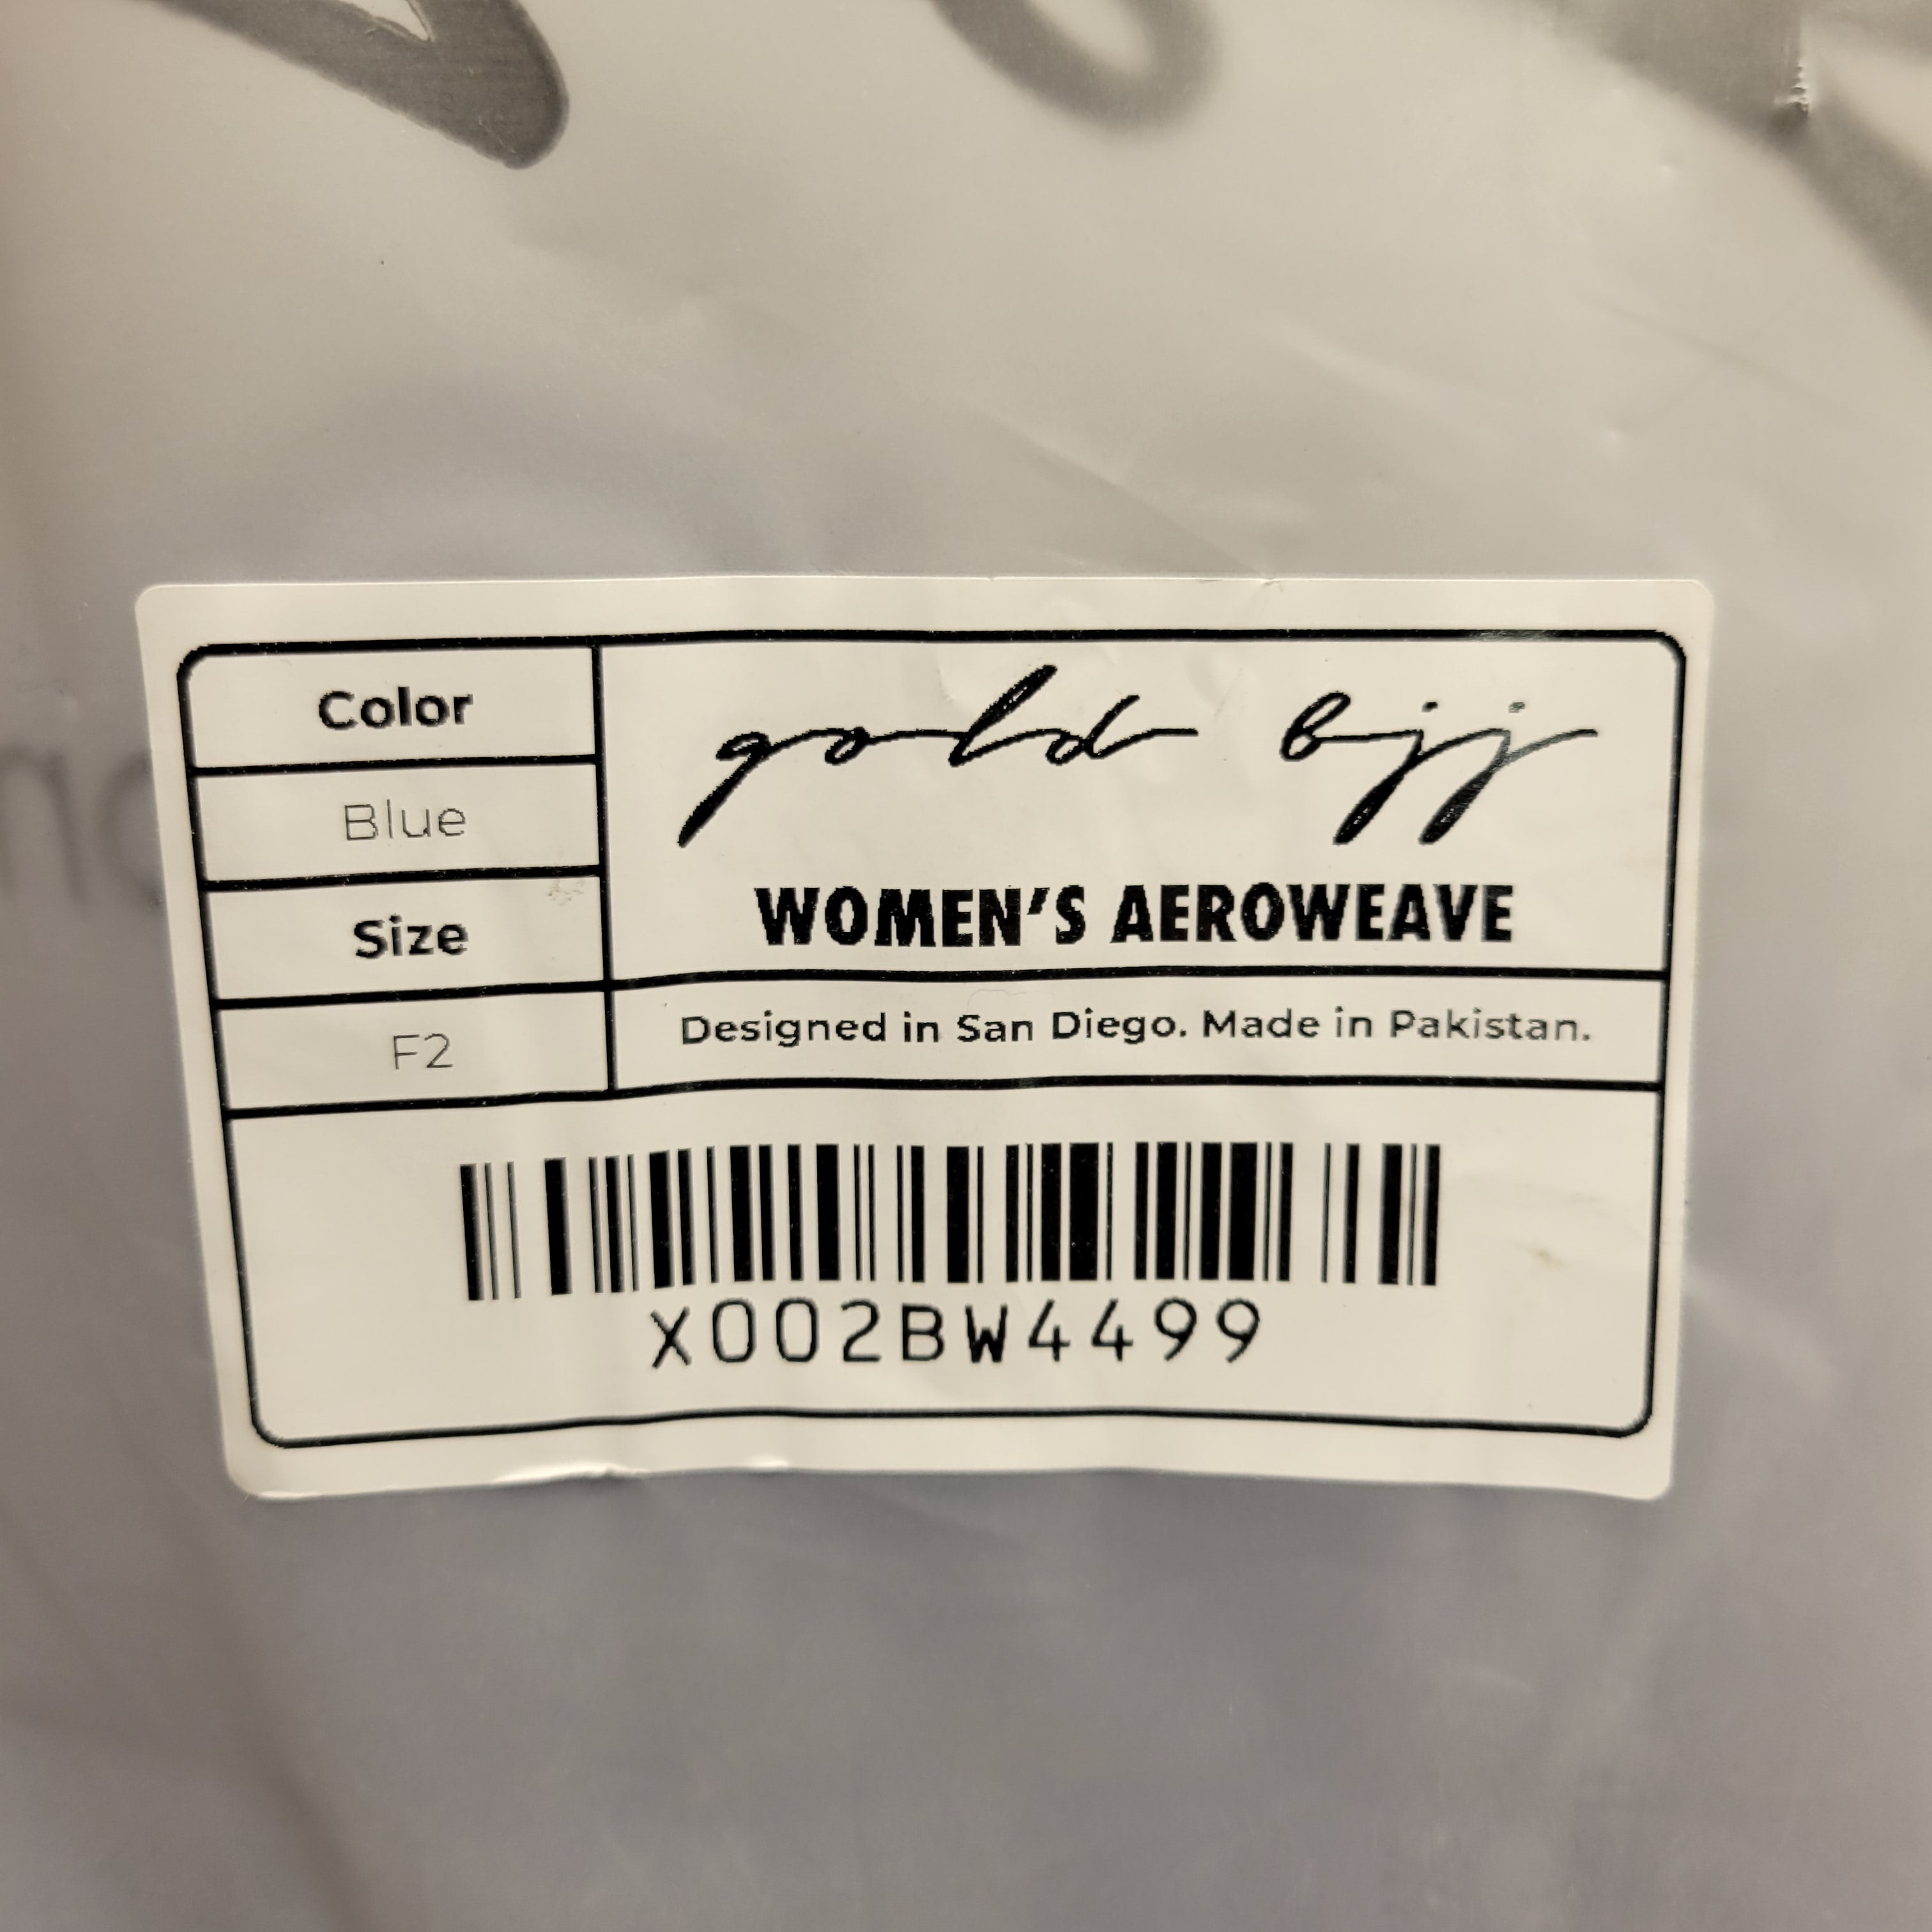 Color
Blue
Size
F2
gold bjj
WOMEN'S AEROWEAVE
Designed in San Diego. Made in Pakistan.
X002BW4499